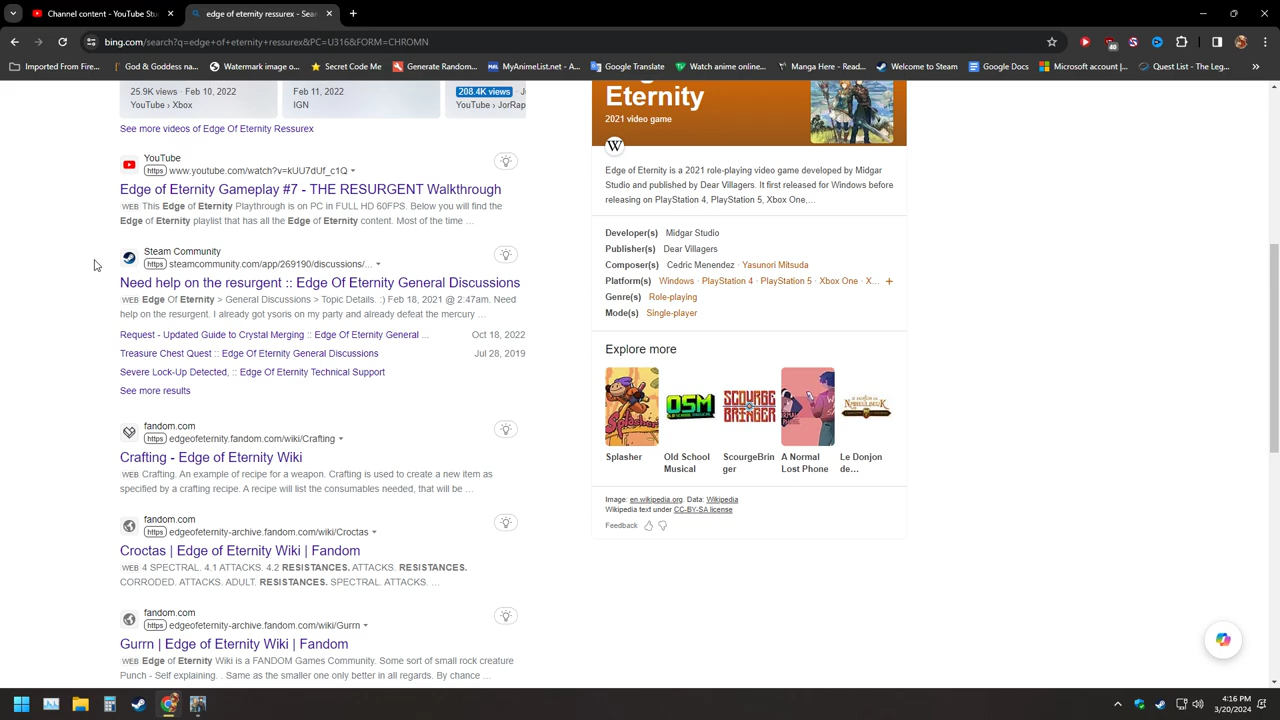 Channel content - YouTube Stu
edge of eternity ressurex - Sear
bing.com/search?q=edge+of+eternity+ressurex&PC=U316&FORM=CHROMN
40
Imported From Fire...
God & Goddess nam...
Watermark image o...
Secret Code Me
Generate Random...
MyAnimeList.net - A...
Google Translate
Watch anime online...
Manga Here - Read...
Welcome to Steam
Google Docs
Microsoft account |...
Quest List - The Leg...
25.9K views · Feb 10, 2022
YouTube › Xbox
Feb 11, 2022
IGN
208.4K views
YouTube › JorRap
See more videos of Edge Of Eternity Ressurex
YouTube
https www.youtube.com/watch?v=kUU7dUf_c1Q
Edge of Eternity Gameplay #7 - THE RESURGENT Walkthrough
WEB This Edge of Eternity Playthrough is on PC in FULL HD 60FPS. Below you will find the
Edge of Eternity playlist that has all the Edge of Eternity content. Most of the time ...
Steam Community
https steamcommunity.com/app/269190/discussions/...
Need help on the resurgent :: Edge Of Eternity General Discussions
WEB Edge Of Eternity > General Discussions > Topic Details. :) Feb 18, 2021 @ 2:47am. Need
help on the resurgent. I already got ysoris on my party and already defeat the mercury ...
Request - Updated Guide to Crystal Merging :: Edge Of Eternity General ... Oct 18, 2022
Treasure Chest Quest :: Edge Of Eternity General Discussions Jul 28, 2019
Severe Lock-Up Detected, :: Edge Of Eternity Technical Support
See more results
fandom.com
https edgeofeternity.fandom.com/wiki/Crafting
Crafting - Edge of Eternity Wiki
WEB Crafting. An example of recipe for a weapon. Crafting is used to create a new item as
specified by a crafting recipe. A recipe will list the consumables needed, that will be ...
fandom.com
https edgeofeternity-archive.fandom.com/wiki/Croctas
Croctas | Edge of Eternity Wiki | Fandom
WEB 4 SPECTRAL. 4.1 ATTACKS. 4.2 RESISTANCES. ATTACKS. RESISTANCES.
CORRODED. ATTACKS. ADULT. RESISTANCES. SPECTRAL. ATTACKS. ...
fandom.com
https edgeofeternity-archive.fandom.com/wiki/Gurrn
Gurrn | Edge of Eternity Wiki | Fandom
WEB Edge of Eternity Wiki is a FANDOM Games Community. Some sort of small rock creature
Punch - Self explaining. . Same as the smaller one only better in all regards. By chance ...
Eternity
2021 video game
W
Edge of Eternity is a 2021 role-playing video game developed by Midgar
Studio and published by Dear Villagers. It first released for Windows before
releasing on PlayStation 4, PlayStation 5, Xbox One,...
Developer(s) Midgar Studio
Publisher(s) Dear Villagers
Composer(s) Cedric Menendez · Yasunori Mitsuda
Platform(s) Windows · PlayStation 4 · PlayStation 5 · Xbox One · X... +
Genre(s) Role-playing
Mode(s) Single-player
Explore more
Splasher
OSM
SCOURGE
BRINGER
NAHEULBEUK
Splasher
Old School
Musical
ScourgeBrin
ger
A Normal
Lost Phone
Le Donjon
de...
Image: en.wikipedia.org. Data: Wikipedia
Wikipedia text under CC-BY-SA license
Feedback
4:16 PM
3/20/2024